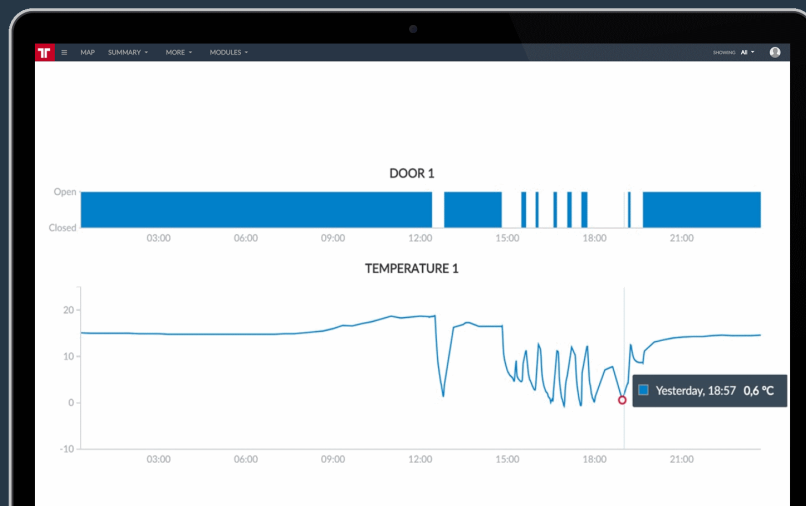 MAP SUMMARY MORE MODULES SHOWING All
DOOR 1
Open
Closed
03:00 06:00 09:00 12:00 15:00 18:00 21:00
TEMPERATURE 1
20
10
0
-10
Yesterday, 18:57 0,6 °C
03:00 06:00 09:00 12:00 15:00 18:00 21:00